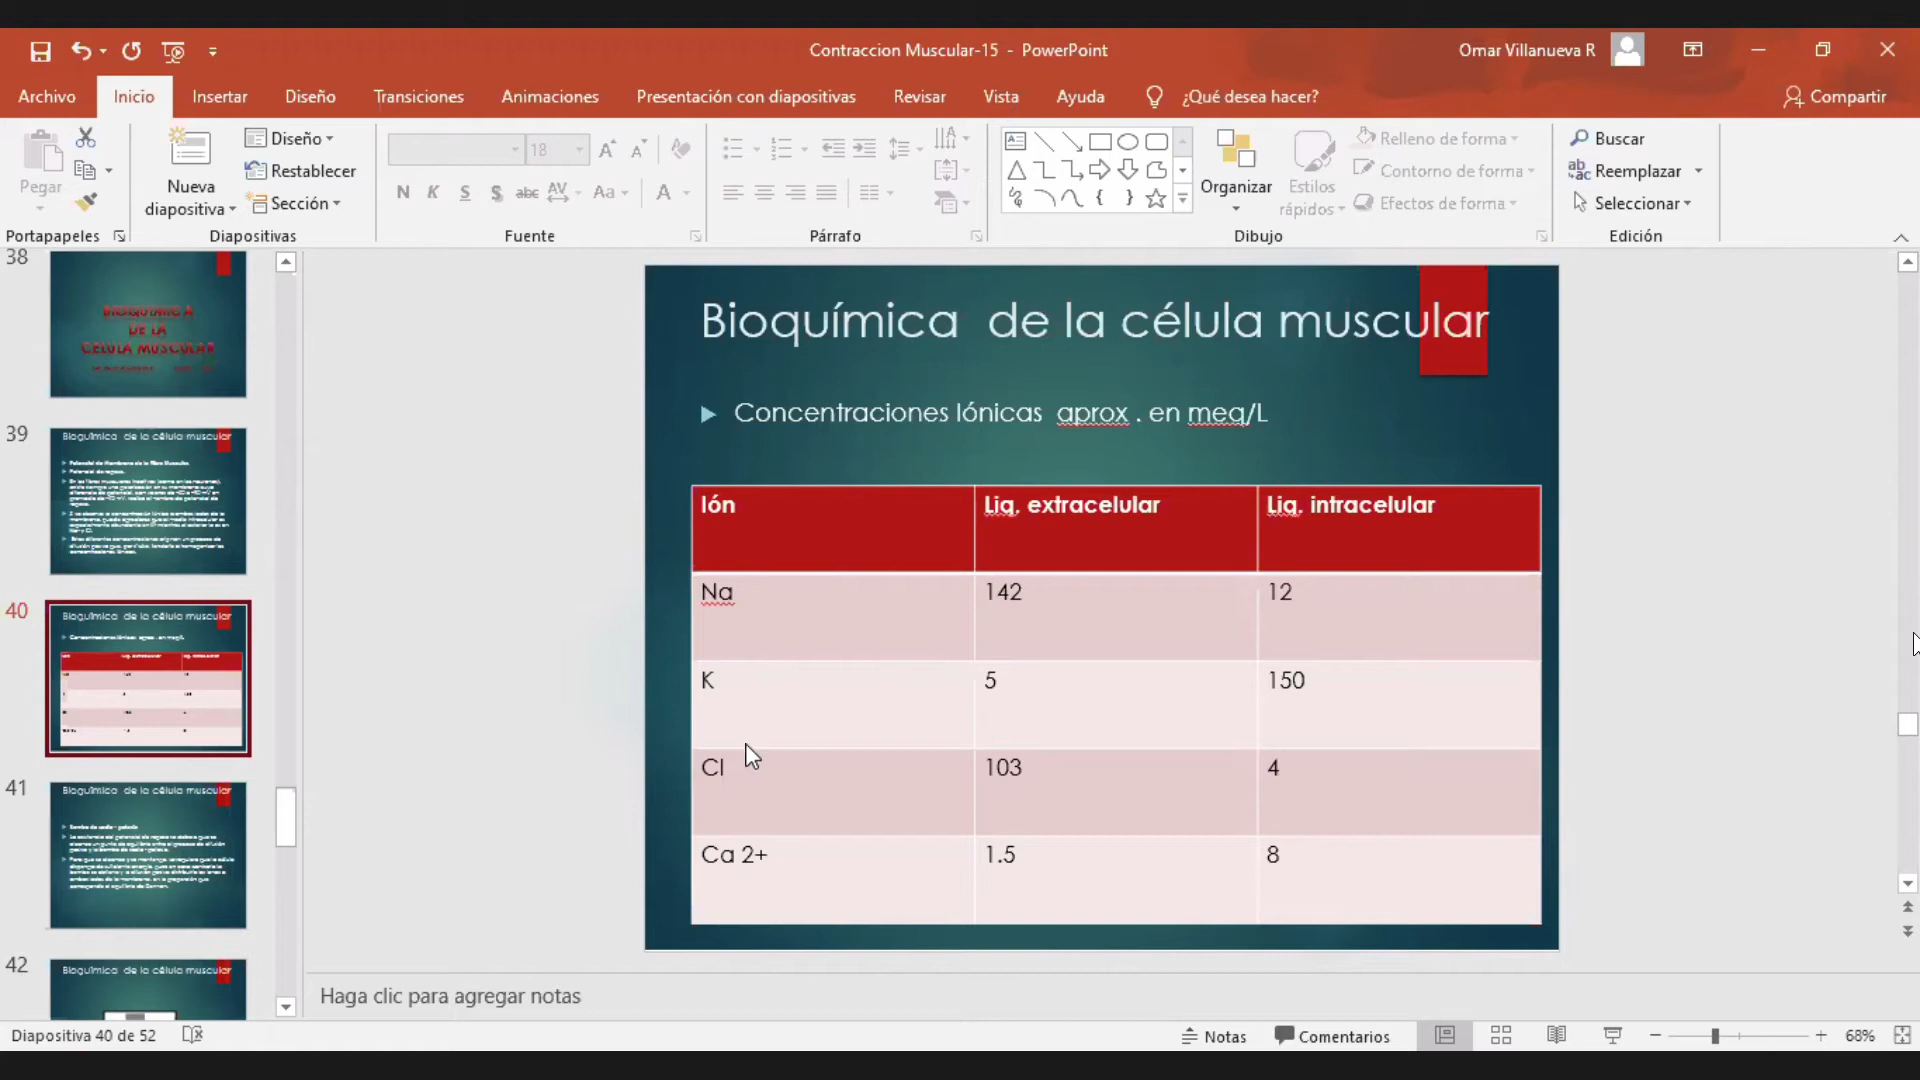 Contraccion Muscular-15 - PowerPoint
Omar Villanueva R
Archivo Inicio Insertar Diseño Transiciones Animaciones Presentación con diapositivas Revisar Vista Ayuda ¿Qué desea hacer? Compartir
Pegar
Nueva diapositiva
Diseño
Restablecer
Sección
18
N K S S abc AV Aa A
Organizar
Estilos rápidos
Relleno de forma
Contorno de forma
Efectos de forma
Buscar
Reemplazar
Seleccionar
Portapapeles Diapositivas Fuente Párrafo Dibujo Edición
38
BIOQUIMICA
DE LA
CELULA MUSCULAR
39
Bioquímica de la célula muscular
40
Bioquímica de la célula muscular
41
Bioquímica de la célula muscular
42
Bioquímica de la célula muscular
Bioquímica de la célula muscular
Concentraciones Iónicas aprox . en meq/L
Ión Liq. extracelular Liq. intracelular
Na 142 12
K 5 150
Cl 103 4
Ca 2+ 1.5 8
Haga clic para agregar notas
Diapositiva 40 de 52
Notas Comentarios 68%